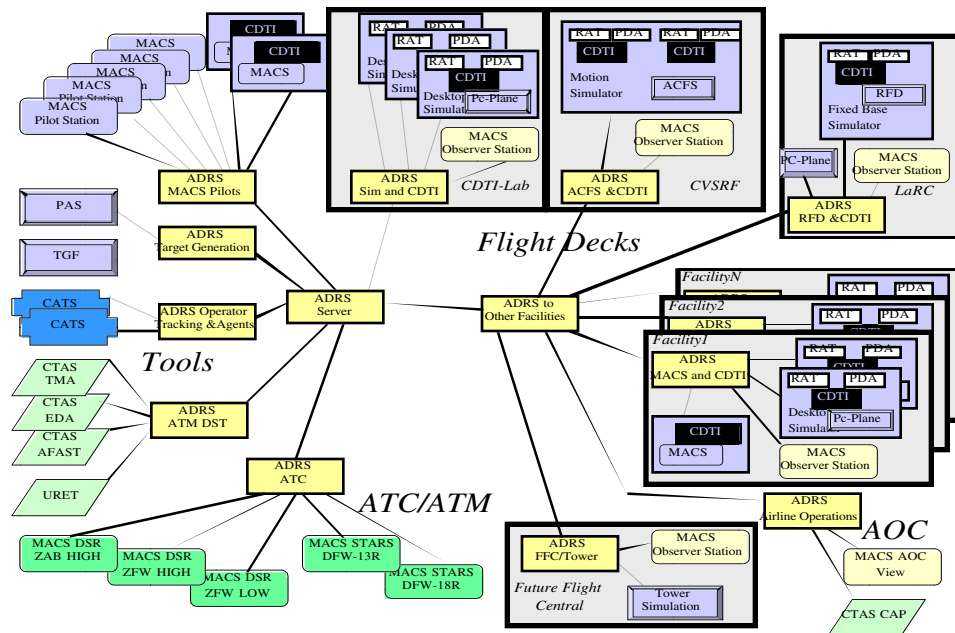 CDTI
CDTI
MACS
RAT
PDA
RAT
PDA
RAT
PDA
CDTI
Desktop
Simulator
Pc-Plane
MACS
Observer Station
ADRS
Sim and CDTI
CDTI-Lab
RAT
PDA
RAT
PDA
CDTI
CDTI
Motion
Simulator
ACFS
MACS
Observer Station
ADRS
ACFS &CDTI
CVSRF
RAT
PDA
CDTI
RFD
Fixed Base
Simulator
PC-Plane
MACS
Observer Station
LaRC
ADRS
RFD &CDTI
MACS
MACS
MACS
MACS
Pilot Station
MACS
Pilot Station
ADRS
MACS Pilots
PAS
TGF
ADRS
Target Generation
CATS
CATS
ADRS Operator
Tracking &Agents
ADRS
Server
Flight Decks
ADRS to
Other Facilities
Tools
CTAS
TMA
CTAS
EDA
CTAS
AFAST
URET
ADRS
ATM DST
ADRS
ATC
ATC/ATM
MACS DSR
ZAB HIGH
MACS DSR
ZFW HIGH
MACS DSR
ZFW LOW
MACS STARS
DFW-13R
MACS STARS
DFW-18R
FacilityN
RAT
PDA
Facility2
ADRS
RAT
PDA
Facility1
ADRS
MACS and CDTI
RAT
PDA
RAT
PDA
CDTI
Desktop
Simulator
Pc-Plane
CDTI
MACS
MACS
Observer Station
ADRS
FFC/Tower
MACS
Observer Station
Future Flight
Central
Tower
Simulation
ADRS
Airline Operations
AOC
MACS AOC
View
CTAS CAP